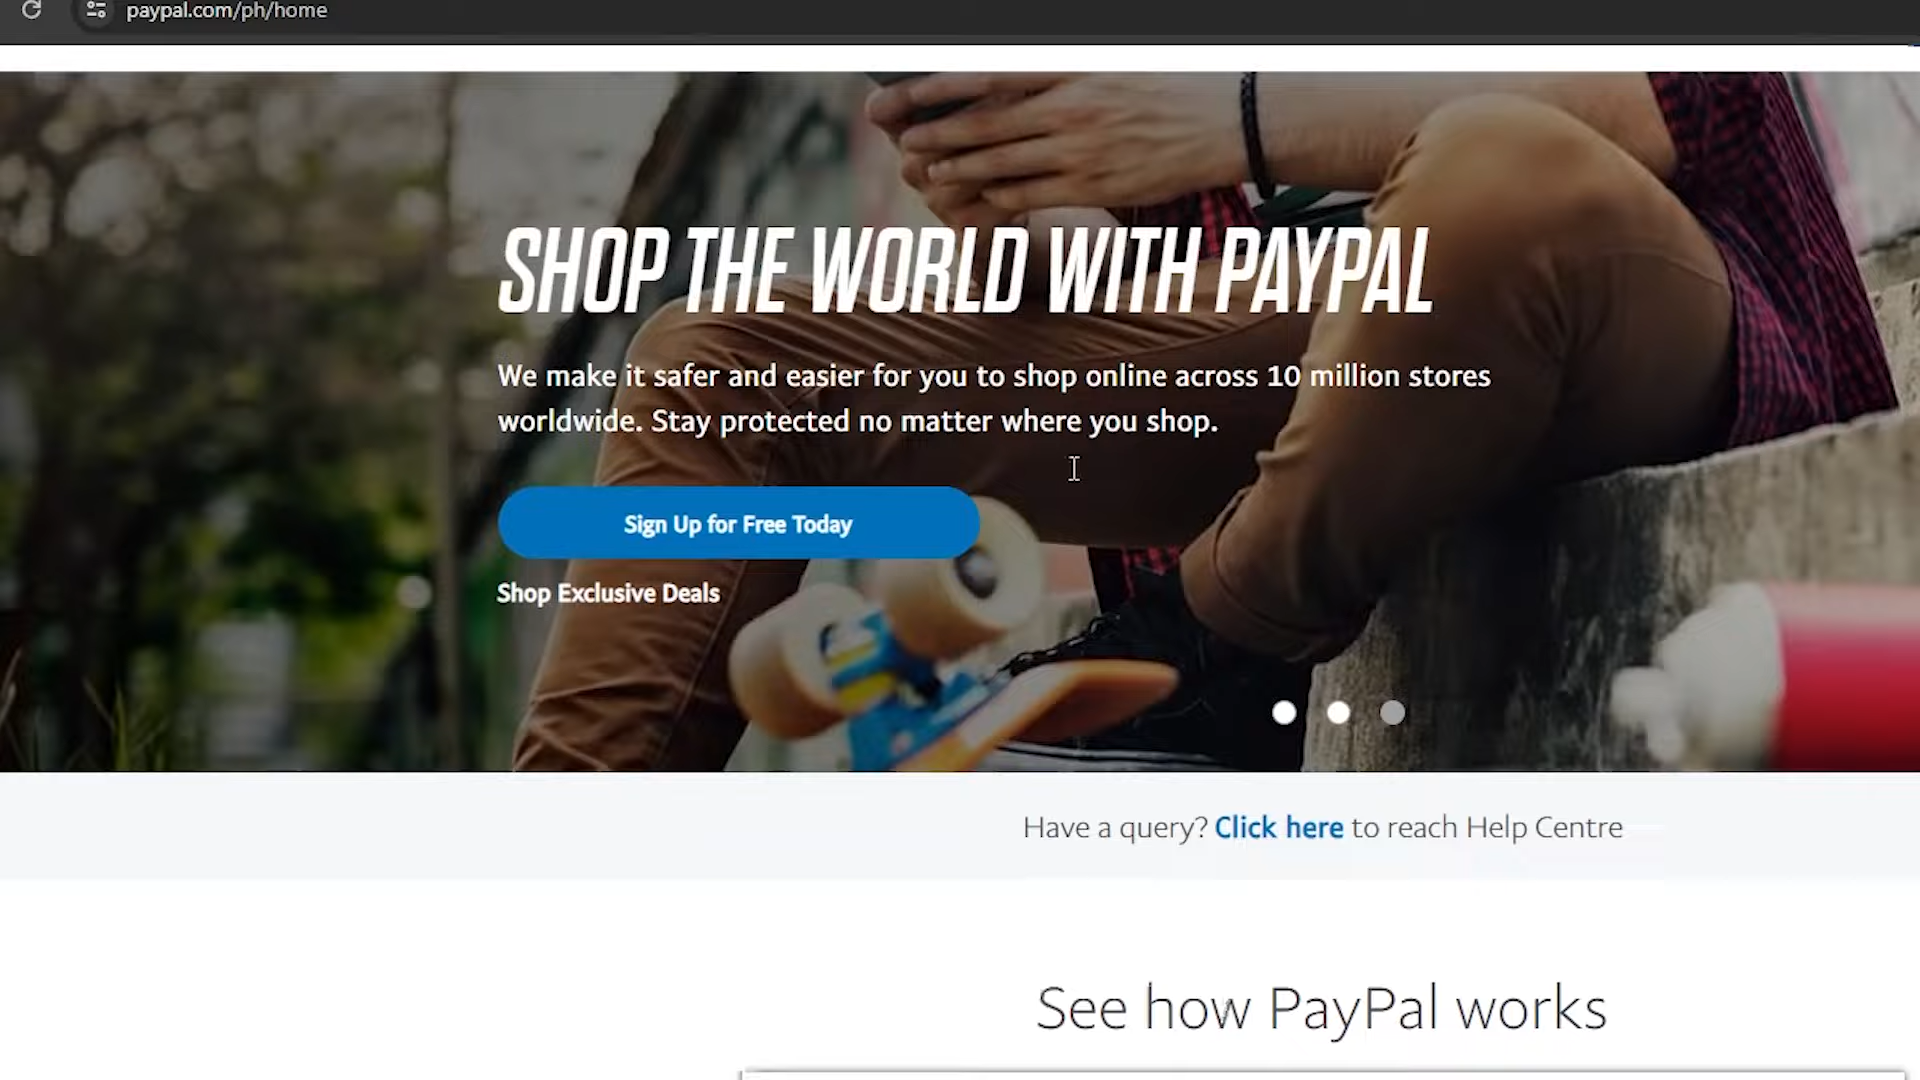 paypal.com/ph/home
SHOP THE WORLD WITH PAYPAL
We make it safer and easier for you to shop online across 10 million stores
worldwide. Stay protected no matter where you shop.
Sign Up for Free Today
Shop Exclusive Deals
Have a query? Click here to reach Help Centre
See how PayPal works